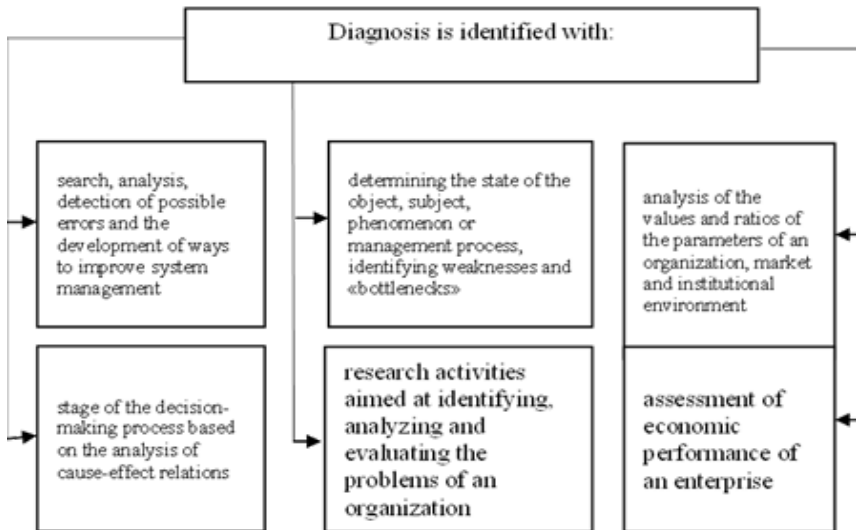 Diagnosis is identified with:
search, analysis,
detection of possible
errors and the
development of ways
to improve system
management
determining the state of the
object, subject,
phenomenon or
management process,
identifying weaknesses and
«bottlenecks»
analysis of the
values and ratios of
the parameters of an
organization, market
and institutional
environment
stage of the decision-
making process based
on the analysis of
cause-effect relations
research activities
aimed at identifying,
analyzing and
evaluating the
problems of an
organization
assessment of
economic
performance of
an enterprise